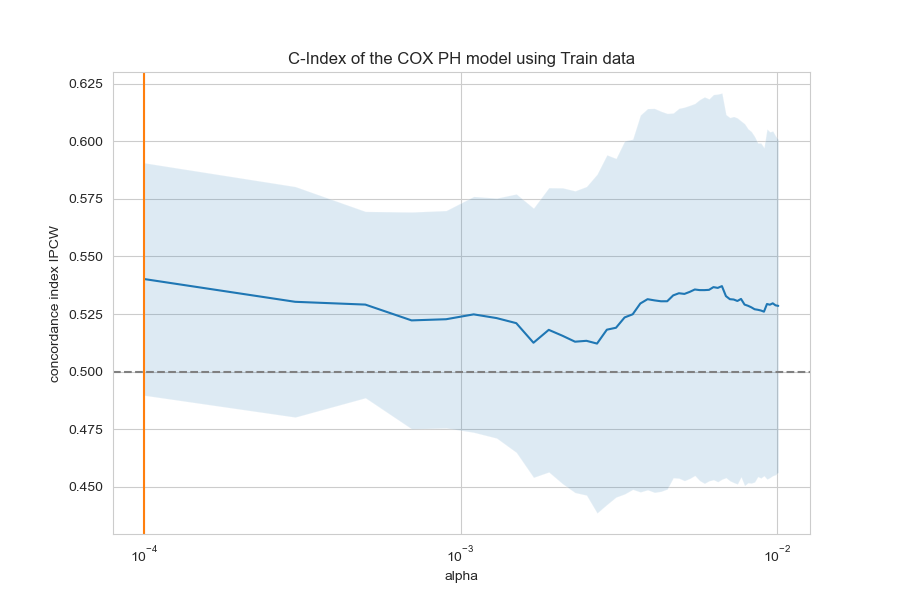 C-Index of the COX PH model using Train data
concordance index IPCW
0.625
0.600
0.575
0.550
0.525
0.500
0.475
0.450
10⁻⁴ 10⁻³ 10⁻²
alpha